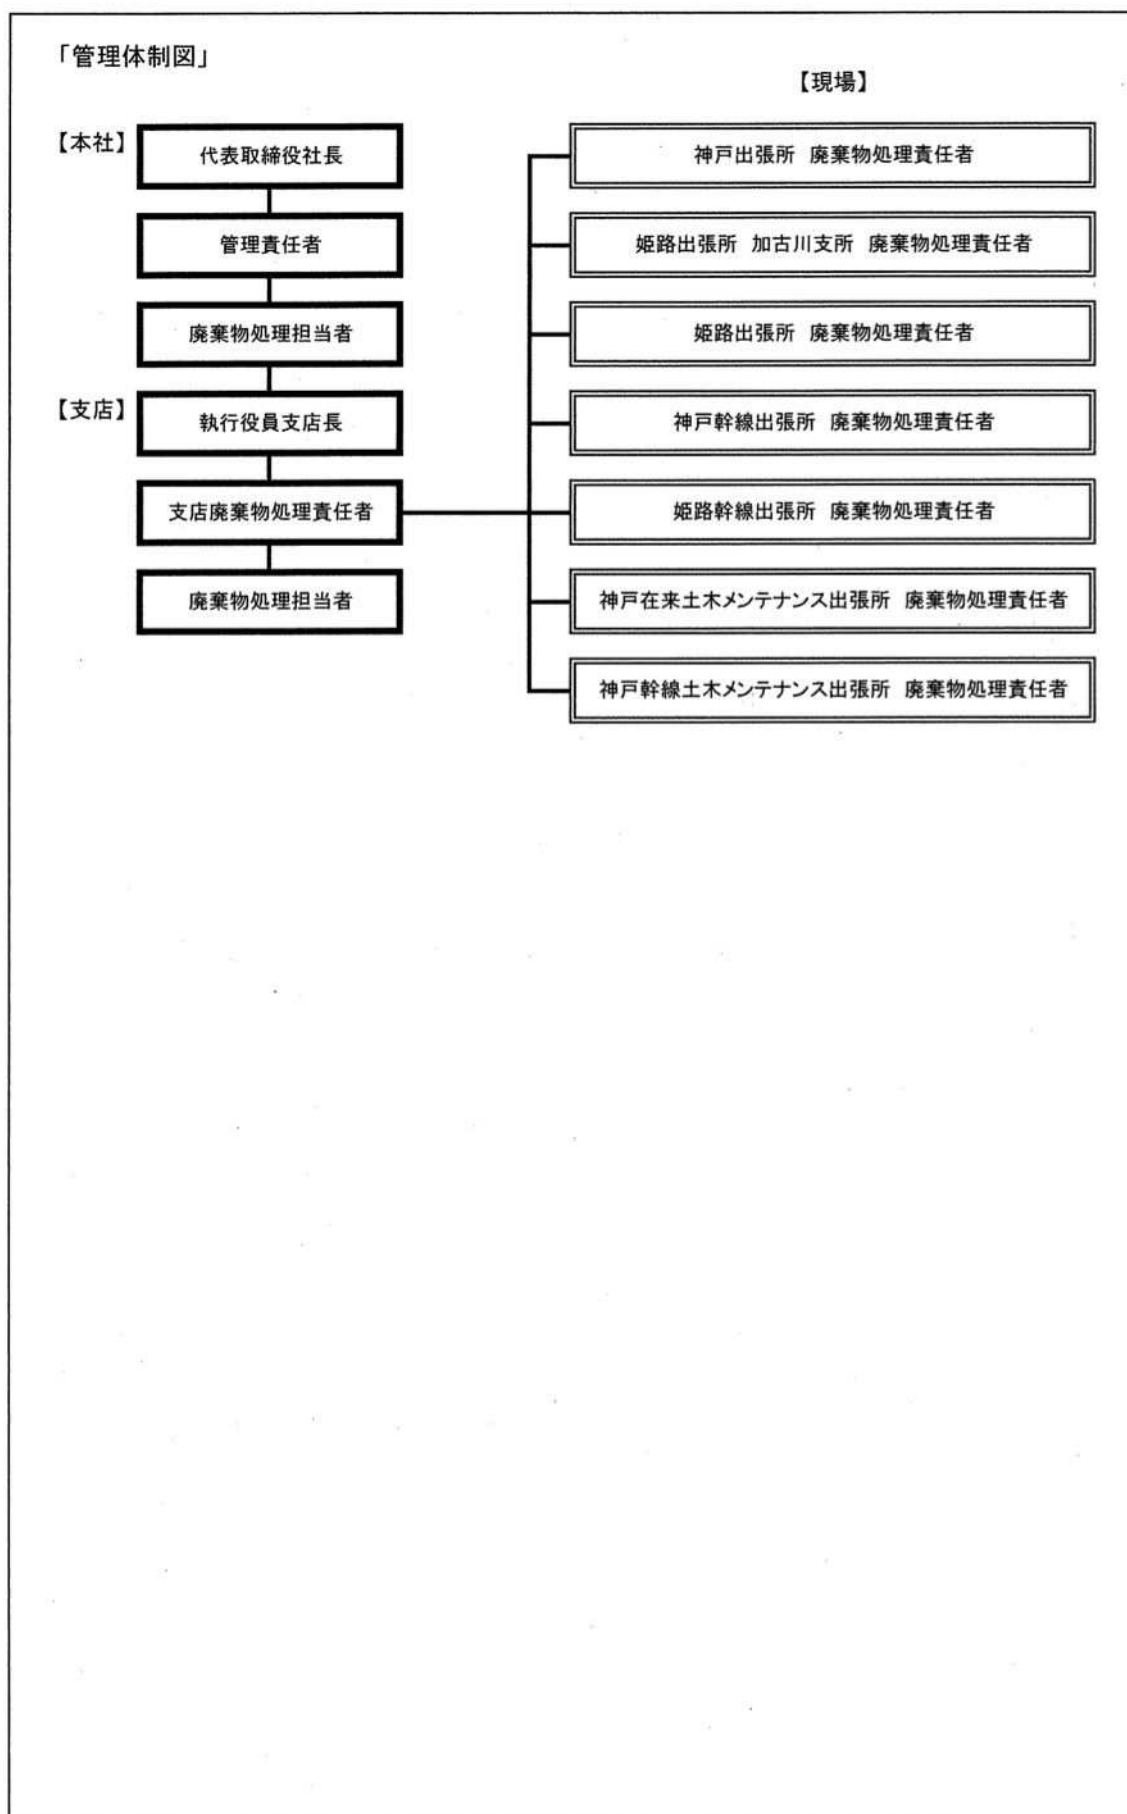 「管理体制図」
【本社】
代表取締役社長
管理責任者
廃棄物処理担当者
【支店】
執行役員支店長
支店廃棄物処理責任者
廃棄物処理担当者
【現場】
神戸出張所 廃棄物処理責任者
姫路出張所 加古川支所 廃棄物処理責任者
姫路出張所 廃棄物処理責任者
神戸幹線出張所 廃棄物処理責任者
姫路幹線出張所 廃棄物処理責任者
神戸在来土木メンテナンス出張所 廃棄物処理責任者
神戸幹線土木メンテナンス出張所 廃棄物処理責任者